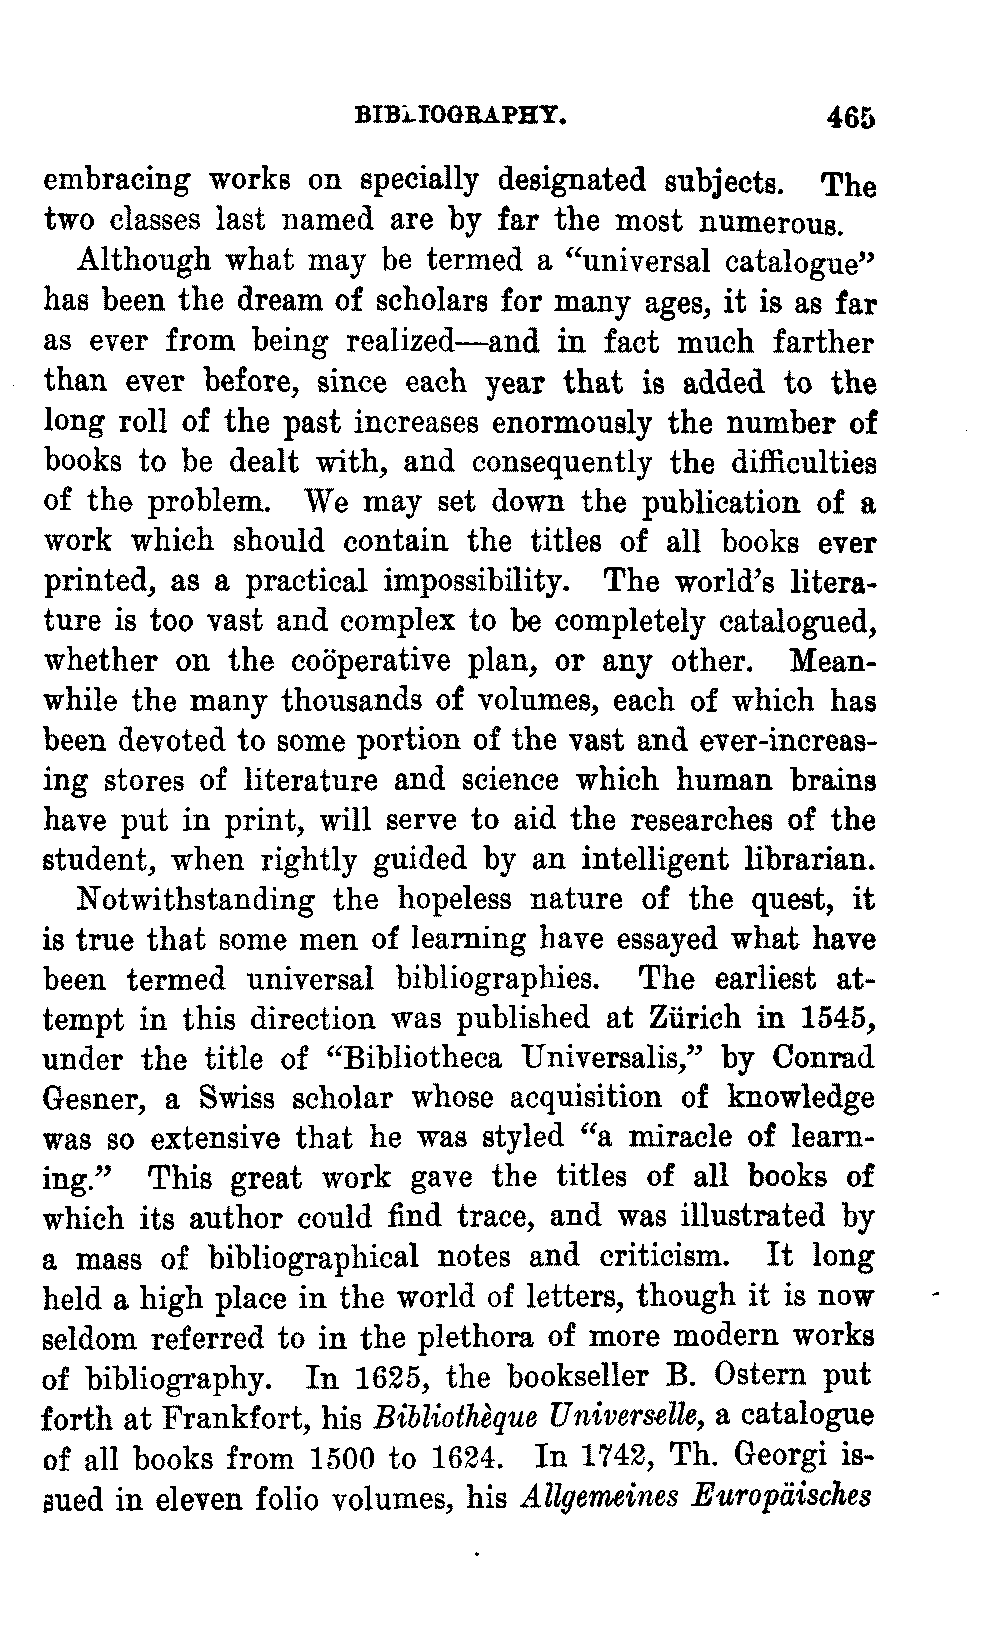 BIBLIOGRAPHY. 465
embracing works on specially designated subjects. The
two classes last named are by far the most numerous.
Although what may be termed a “universal catalogue”
has been the dream of scholars for many ages, it is as far
as ever from being realized—and in fact much farther
than ever before, since each year that is added to the
long roll of the past increases enormously the number of
books to be dealt with, and consequently the difficulties
of the problem. We may set down the publication of a
work which should contain the titles of all books ever
printed, as a practical impossibility. The world’s litera-
ture is too vast and complex to be completely catalogued,
whether on the coöperative plan, or any other. Mean-
while the many thousands of volumes, each of which has
been devoted to some portion of the vast and ever-increas-
ing stores of literature and science which human brains
have put in print, will serve to aid the researches of the
student, when rightly guided by an intelligent librarian.
Notwithstanding the hopeless nature of the quest, it
is true that some men of learning have essayed what have
been termed universal bibliographies. The earliest at-
tempt in this direction was published at Zürich in 1545,
under the title of “Bibliotheca Universalis,” by Conrad
Gesner, a Swiss scholar whose acquisition of knowledge
was so extensive that he was styled “a miracle of learn-
ing.” This great work gave the titles of all books of
which its author could find trace, and was illustrated by
a mass of bibliographical notes and criticism. It long
held a high place in the world of letters, though it is now
seldom referred to in the plethora of more modern works
of bibliography. In 1625, the bookseller B. Ostern put
forth at Frankfort, his Bibliothèque Universelle, a catalogue
of all books from 1500 to 1624. In 1742, Th. Georgi is-
sued in eleven folio volumes, his Allgemeines Europäisches